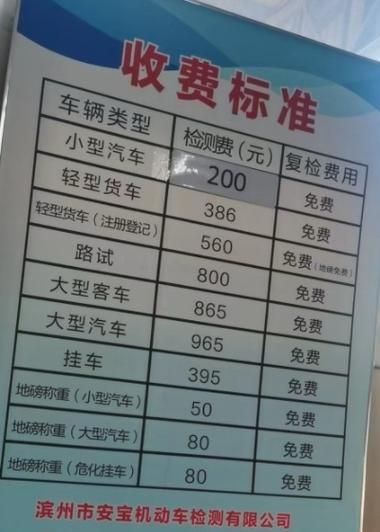 收费标准
车辆类型 检测费（元） 复检费用
小型汽车 200 免费
轻型货车 386 免费
轻型货车（注册登记） 560 免费（地磅免费）
路试 800 免费
大型客车 865 免费
大型汽车 965 免费
挂车 395 免费
地磅称重（小型汽车） 50 免费
地磅称重（大型汽车） 80 免费
地磅称重（危化挂车） 80 免费
滨州市安宝机动车检测有限公司